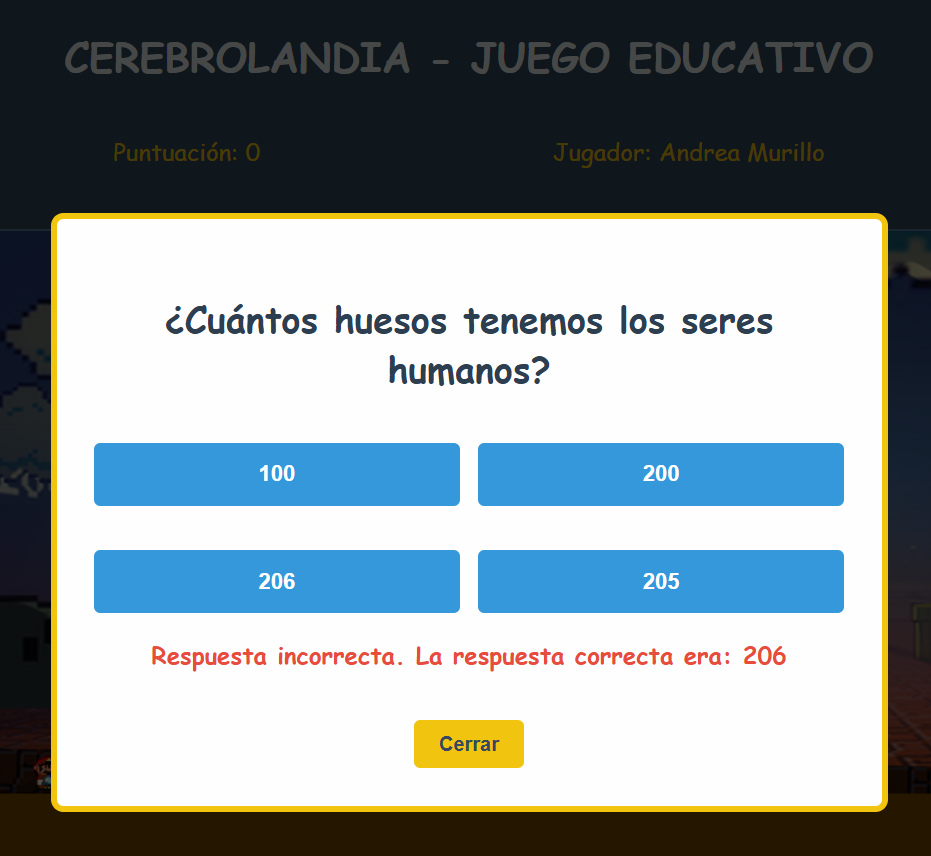 CEREBROLANDIA - JUEGO EDUCATIVO
Puntuación: 0
Jugador: Andrea Murillo
¿Cuántos huesos tenemos los seres
humanos?
100
200
206
205
Respuesta incorrecta. La respuesta correcta era: 206
Cerrar